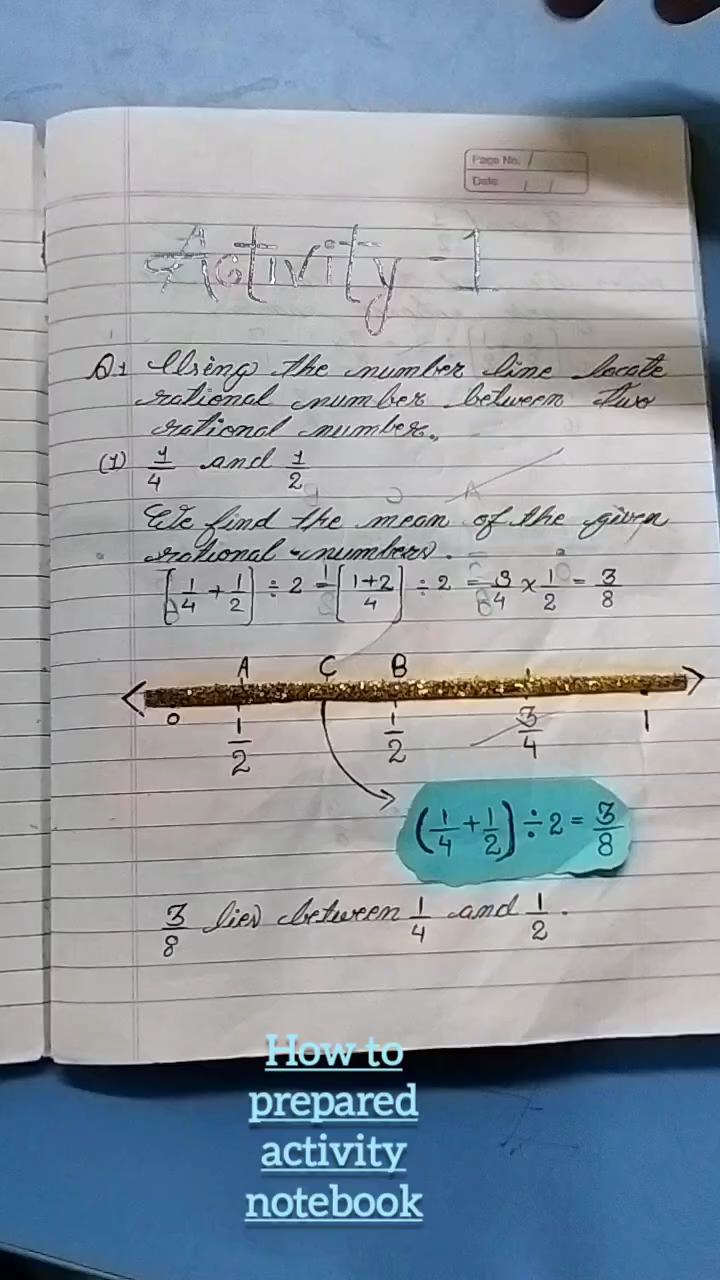 Page No. /
Date / /
Activity - 1
Q.1 Using the number line locate
rational number between two
rational number.
(1) 1/4 and 1/2
We find the mean of the given
rational numbers.
[1/4 + 1/2] ÷ 2 = [1+2/4] ÷ 2 = 3/4 × 1/2 = 3/8
A C B
0 1/2 1/2 3/4 1
(1/4 + 1/2) ÷ 2 = 3/8
3/8 lies between 1/4 and 1/2.
How to
prepared
activity
notebook